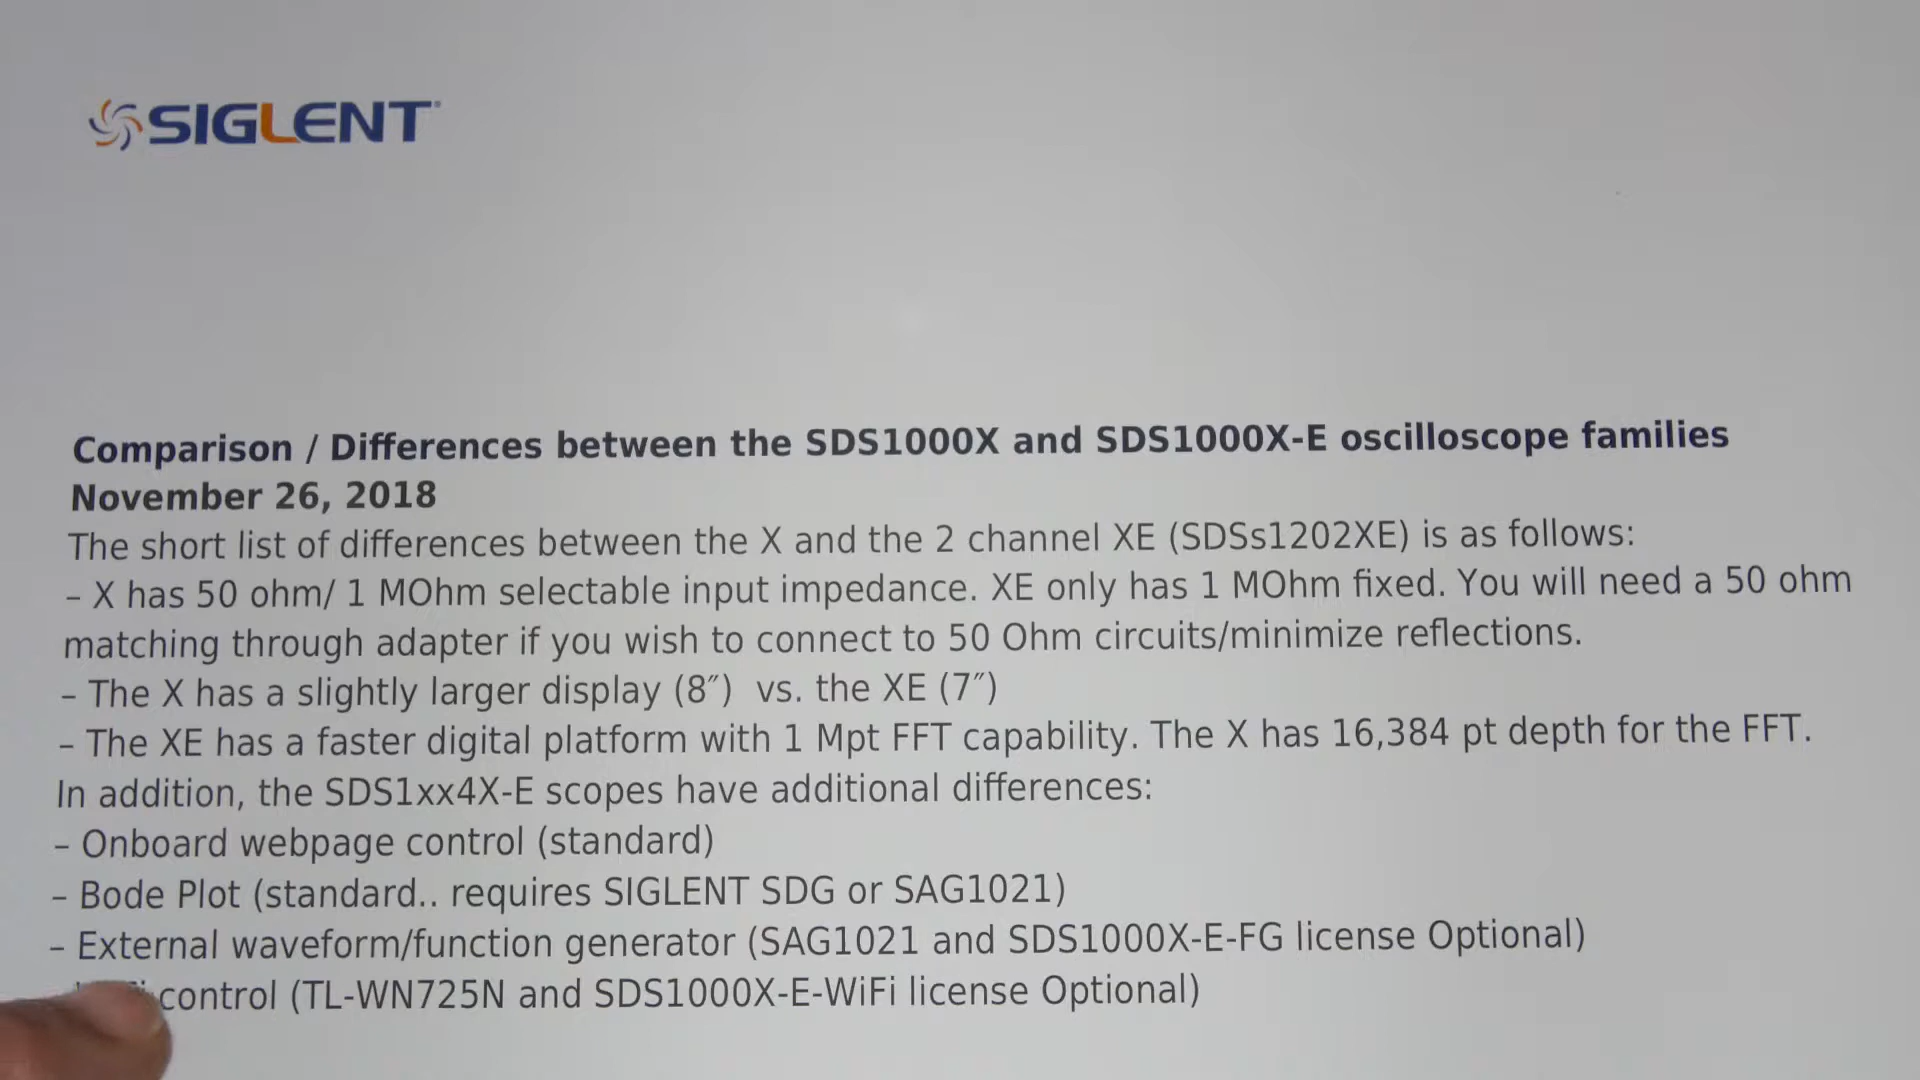 SIGLENT
Comparison / Differences between the SDS1000X and SDS1000X-E oscilloscope families
November 26, 2018
The short list of differences between the X and the 2 channel XE (SDSs1202XE) is as follows:
– X has 50 ohm/ 1 MOhm selectable input impedance. XE only has 1 MOhm fixed. You will need a 50 ohm
matching through adapter if you wish to connect to 50 Ohm circuits/minimize reflections.
– The X has a slightly larger display (8″)  vs. the XE (7″)
– The XE has a faster digital platform with 1 Mpt FFT capability. The X has 16,384 pt depth for the FFT.
In addition, the SDS1xx4X-E scopes have additional differences:
– Onboard webpage control (standard)
– Bode Plot (standard.. requires SIGLENT SDG or SAG1021)
– External waveform/function generator (SAG1021 and SDS1000X-E-FG license Optional)
control (TL-WN725N and SDS1000X-E-WiFi license Optional)